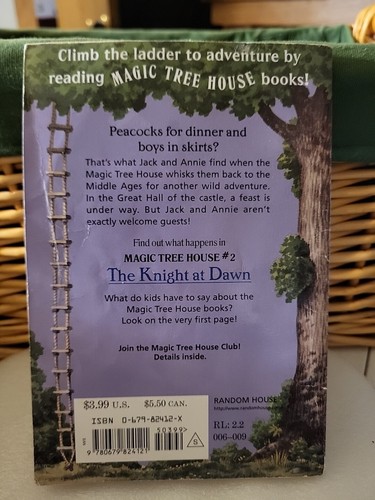 Climb the ladder to adventure by
reading MAGIC TREE HOUSE books!
Peacocks for dinner and
boys in skirts?
That's what Jack and Annie find when the
Magic Tree House whisks them back to the
Middle Ages for another wild adventure.
In the Great Hall of the castle, a feast is
under way. But Jack and Annie aren't
exactly welcome guests!
Find out what happens in
MAGIC TREE HOUSE #2
The Knight at Dawn
What do kids have to say about the
Magic Tree House books?
Look on the very first page!
Join the Magic Tree House Club!
Details inside.
$3.99 U.S. $5.50 CAN.
ISBN 0-679-82412-X
50399>
9 780679 824121
S
RANDOM HOUSE
RL: 2.2
006-009